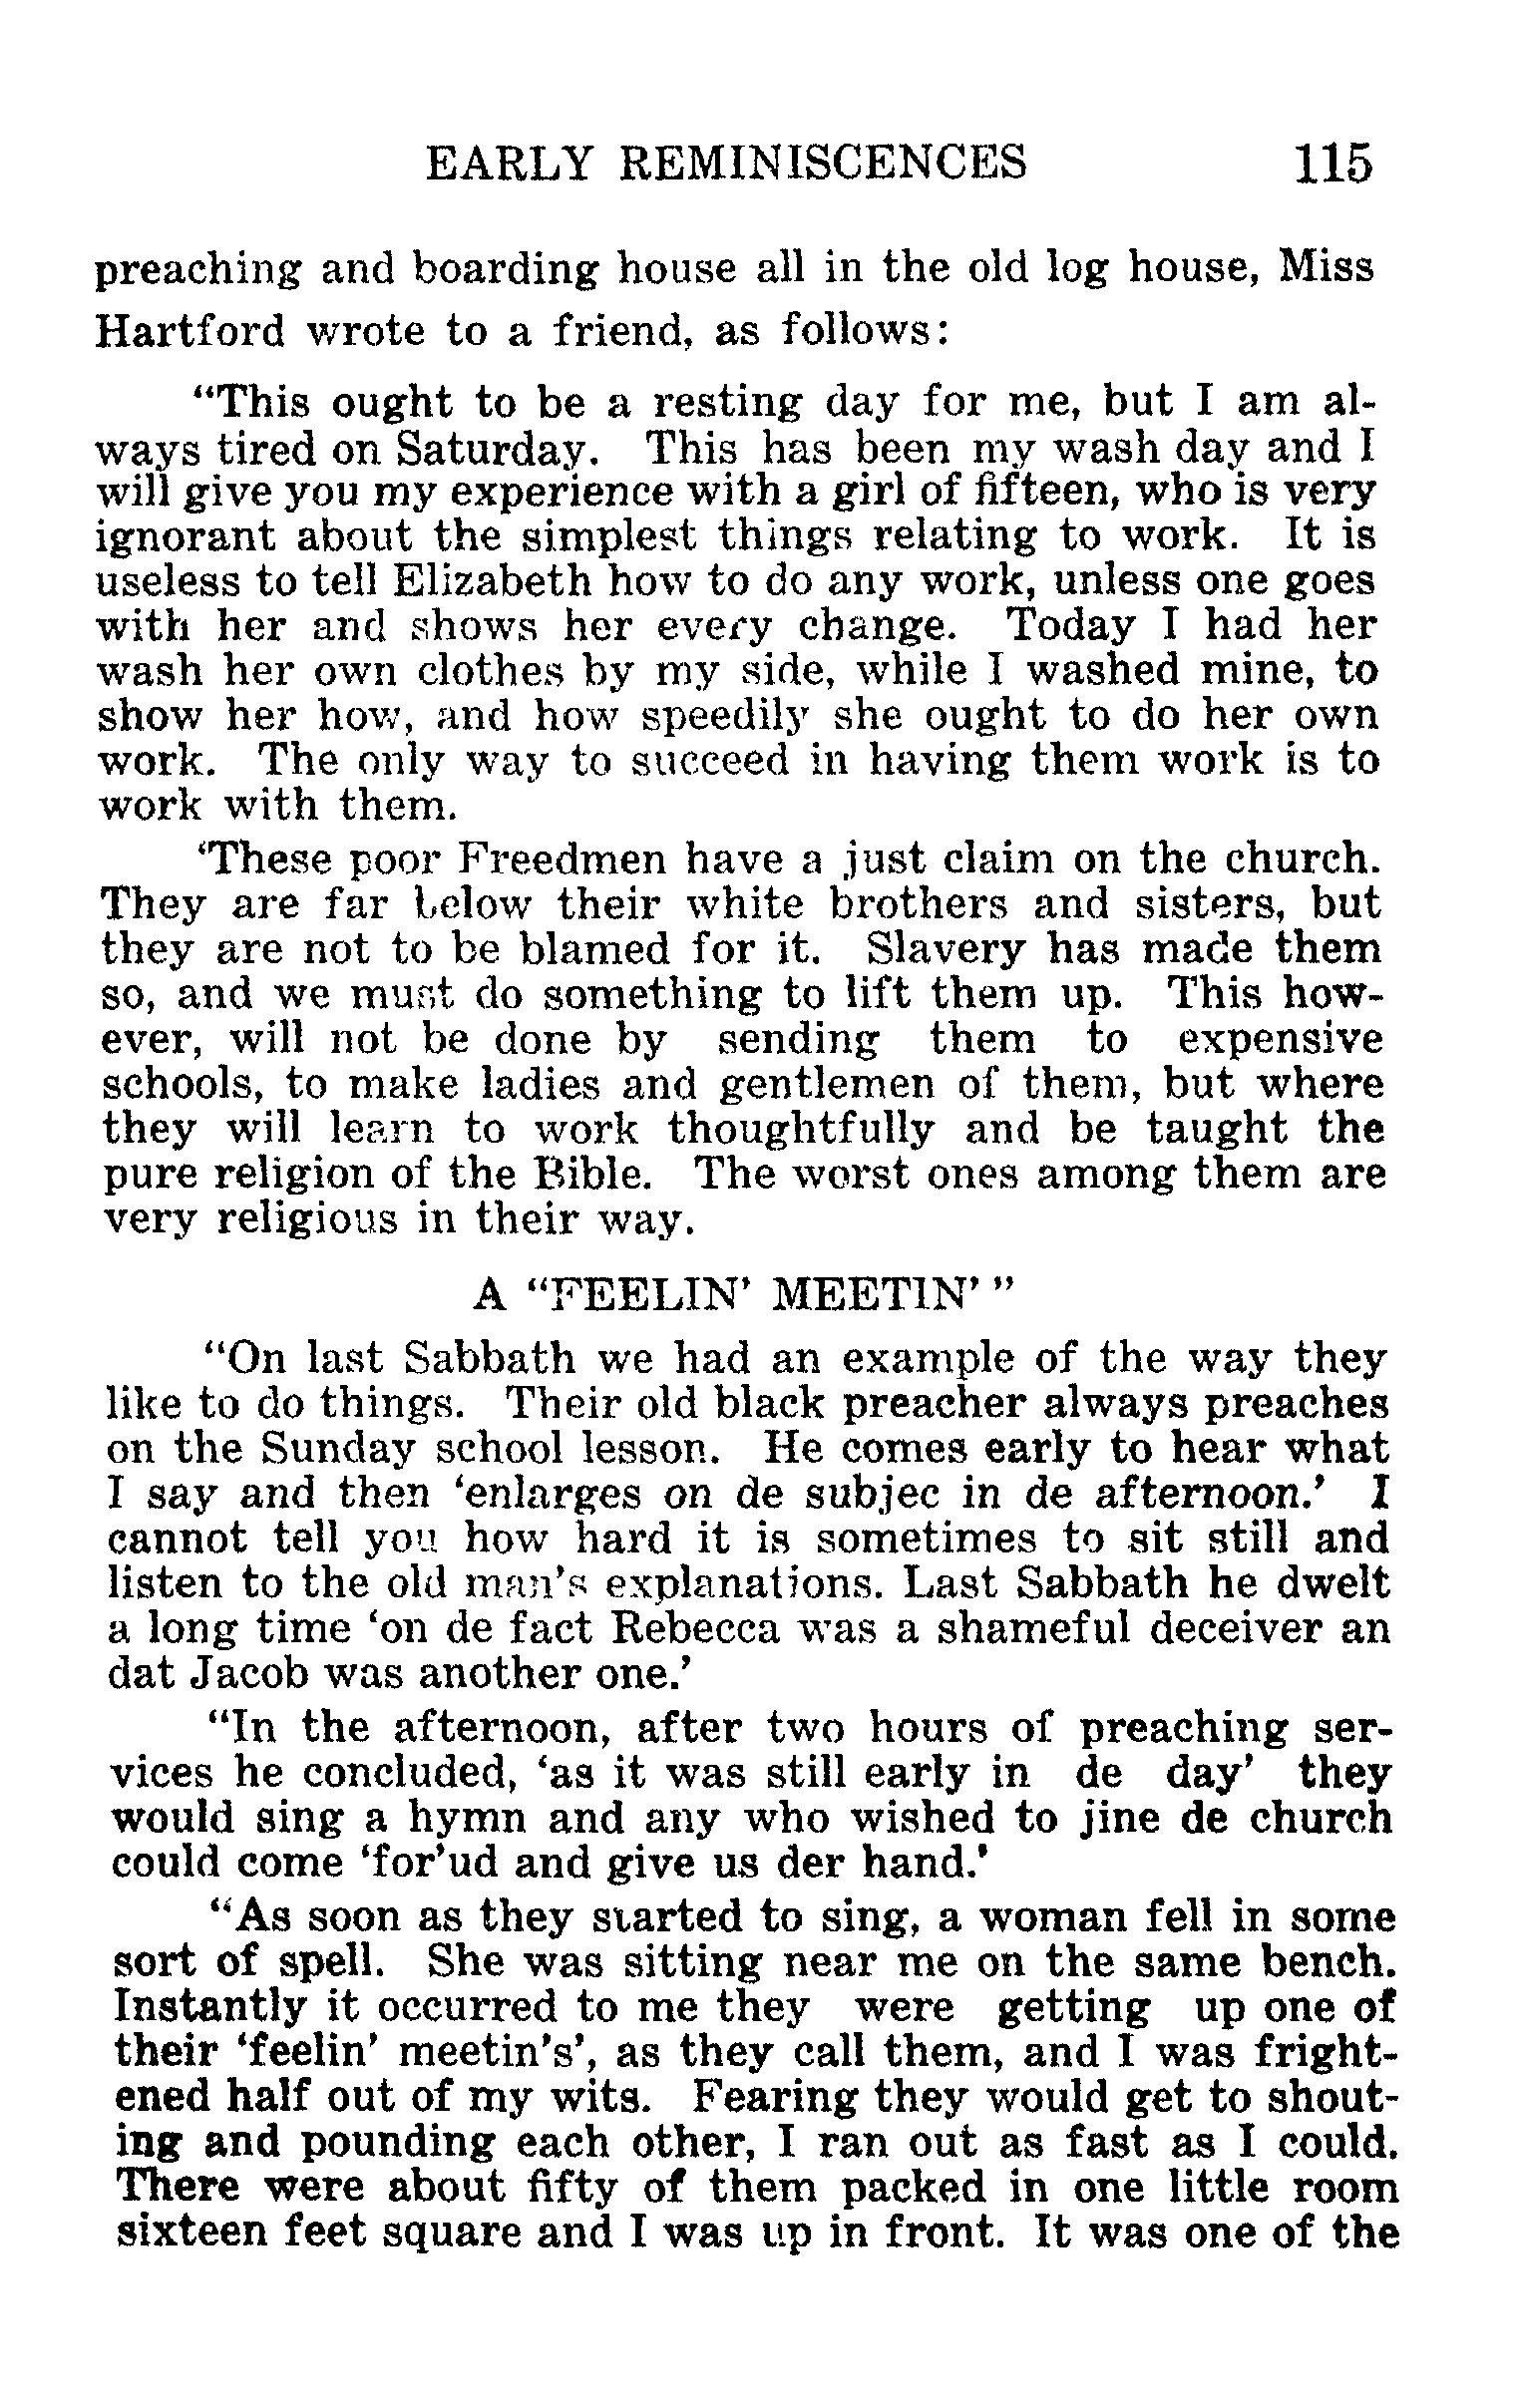 EARLY REMINISCENCES 115
preaching and boarding house all in the old log house, Miss
Hartford wrote to a friend, as follows:
"This ought to be a resting day for me, but I am al-
ways tired on Saturday. This has been my wash day and I
will give you my experience with a girl of fifteen, who is very
ignorant about the simplest things relating to work. It is
useless to tell Elizabeth how to do any work, unless one goes
with her and shows her every change. Today I had her
wash her own clothes by my side, while I washed mine, to
show her how, and how speedily she ought to do her own
work. The only way to succeed in having them work is to
work with them.
'These poor Freedmen have a just claim on the church.
They are far below their white brothers and sisters, but
they are not to be blamed for it. Slavery has made them
so, and we must do something to lift them up. This how-
ever, will not be done by sending them to expensive
schools, to make ladies and gentlemen of them, but where
they will learn to work thoughtfully and be taught the
pure religion of the Bible. The worst ones among them are
very religious in their way.
A "FEELIN' MEETIN' "
"On last Sabbath we had an example of the way they
like to do things. Their old black preacher always preaches
on the Sunday school lesson. He comes early to hear what
I say and then 'enlarges on de subjec in de afternoon.' I
cannot tell you how hard it is sometimes to sit still and
listen to the old man's explanations. Last Sabbath he dwelt
a long time 'on de fact Rebecca was a shameful deceiver an
dat Jacob was another one.'
"In the afternoon, after two hours of preaching ser-
vices he concluded, 'as it was still early in de day' they
would sing a hymn and any who wished to jine de church
could come 'for'ud and give us der hand.'
"As soon as they started to sing, a woman fell in some
sort of spell. She was sitting near me on the same bench.
Instantly it occurred to me they were getting up one of
their 'feelin' meetin's', as they call them, and I was fright-
ened half out of my wits. Fearing they would get to shout-
ing and pounding each other, I ran out as fast as I could.
There were about fifty of them packed in one little room
sixteen feet square and I was up in front. It was one of the